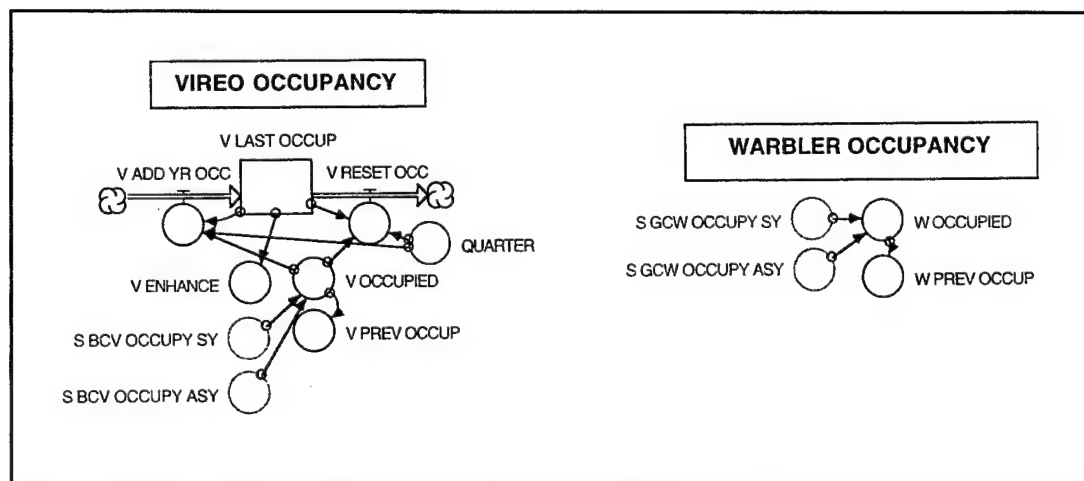 VIREO OCCUPANCY
V LAST OCCUP
V ADD YR OCC
V RESET OCC
QUARTER
V ENHANCE
V OCCUPIED
V PREV OCCUP
S BCV OCCUPY SY
S BCV OCCUPY ASY
WARBLER OCCUPANCY
S GCW OCCUPY SY
W OCCUPIED
S GCW OCCUPY ASY
W PREV OCCUP